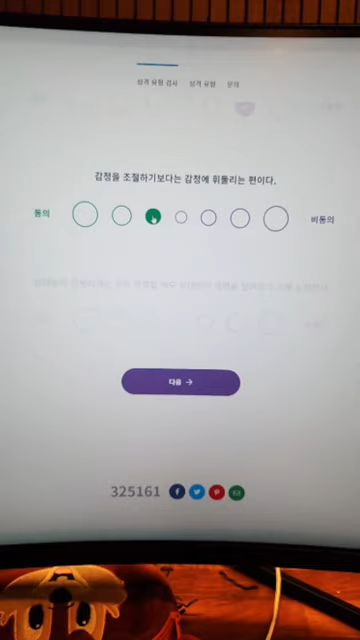 성격 유형 검사 성격 유형 문의
감정을 조절하기보다는 감정에 휘둘리는 편이다.
동의 비동의
다음 →
325161